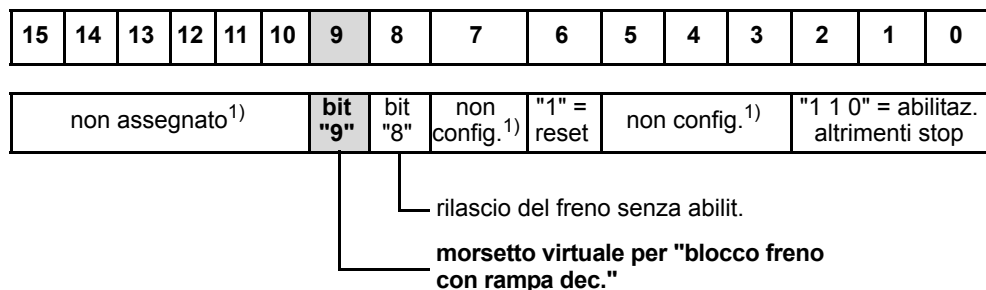 15 14 13 12 11 10 9 8 7 6 5 4 3 2 1 0
non assegnato1) bit "9" bit "8" non config.1) "1" = reset non config.1) "1 1 0" = abilitaz. altrimenti stop
rilascio del freno senza abilit.
morsetto virtuale per "blocco freno
con rampa dec."